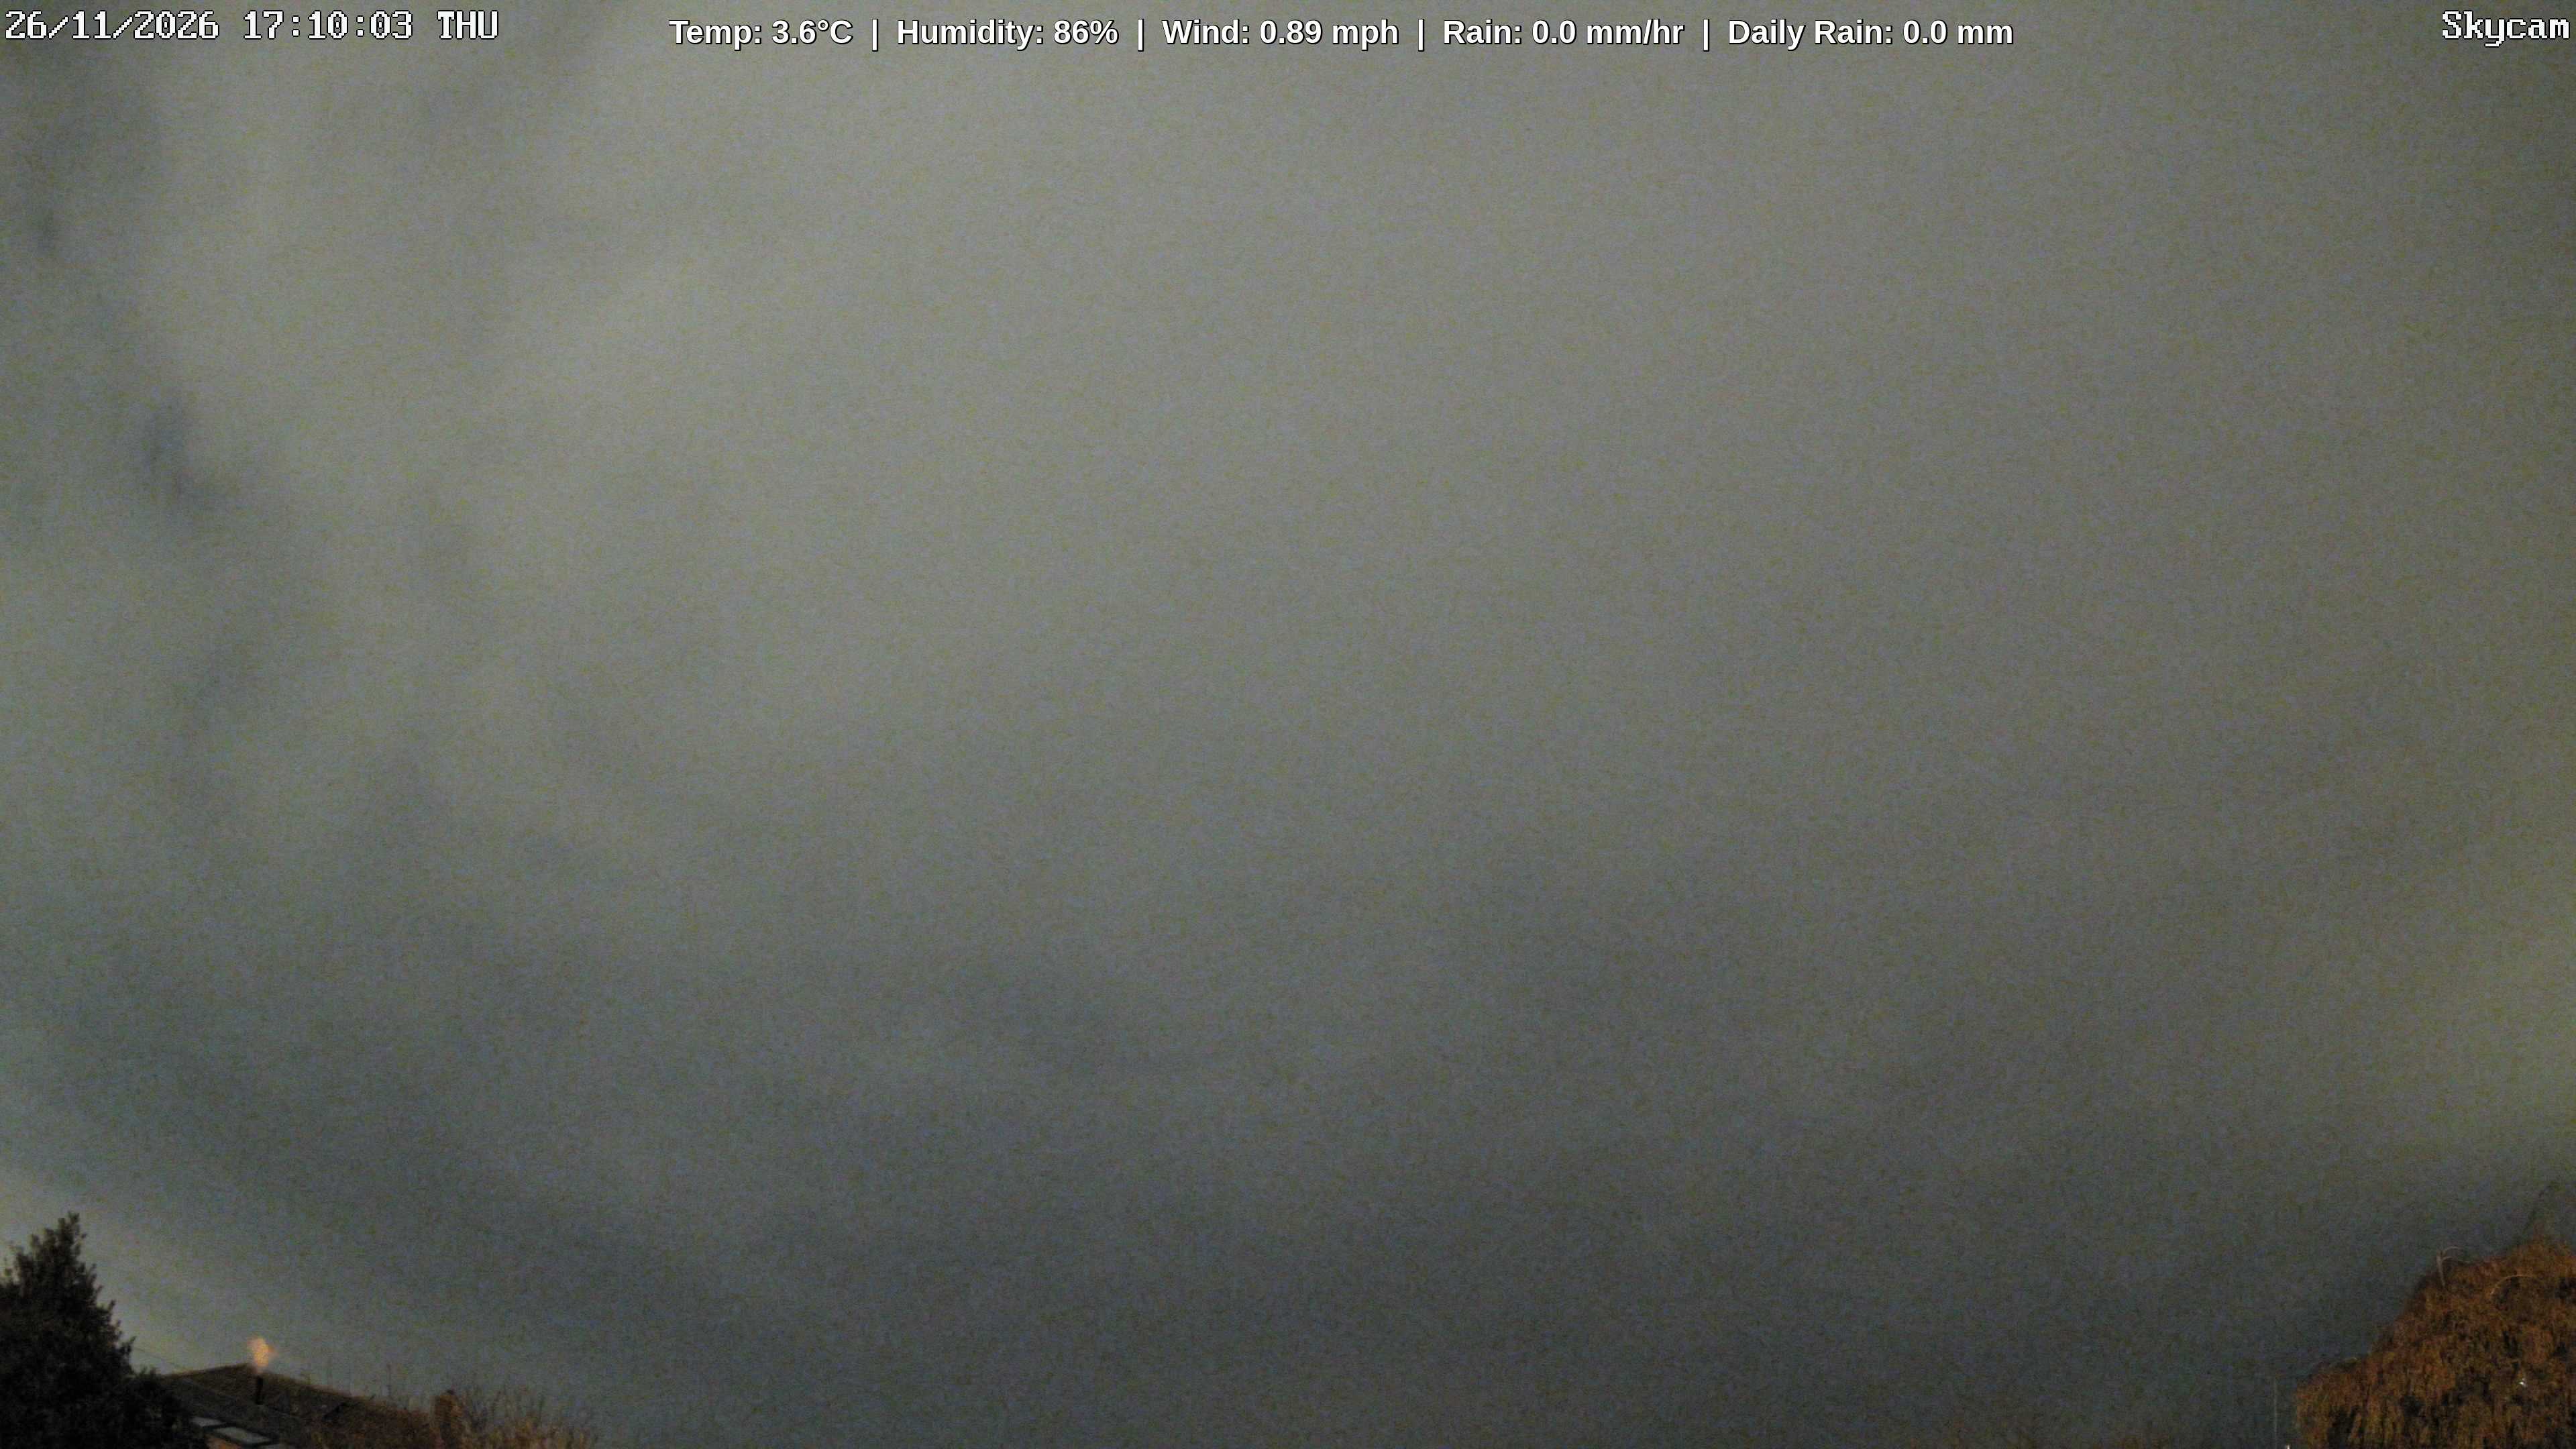 26/11/2026 17:10:03 THU
Temp: 3.6°C | Humidity: 86% | Wind: 0.89 mph | Rain: 0.0 mm/hr | Daily Rain: 0.0 mm
Skycam